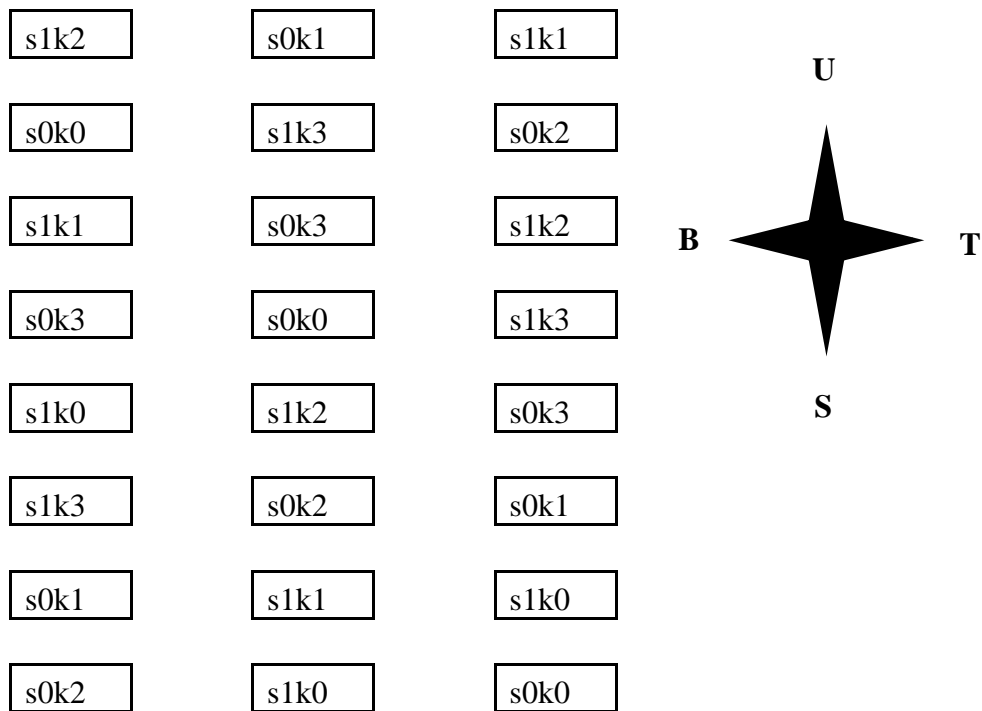 s1k2 s0k1 s1k1
U
s0k0 s1k3 s0k2
s1k1 s0k3 s1k2
B T
s0k3 s0k0 s1k3
s1k0 s1k2 s0k3
S
s1k3 s0k2 s0k1
s0k1 s1k1 s1k0
s0k2 s1k0 s0k0